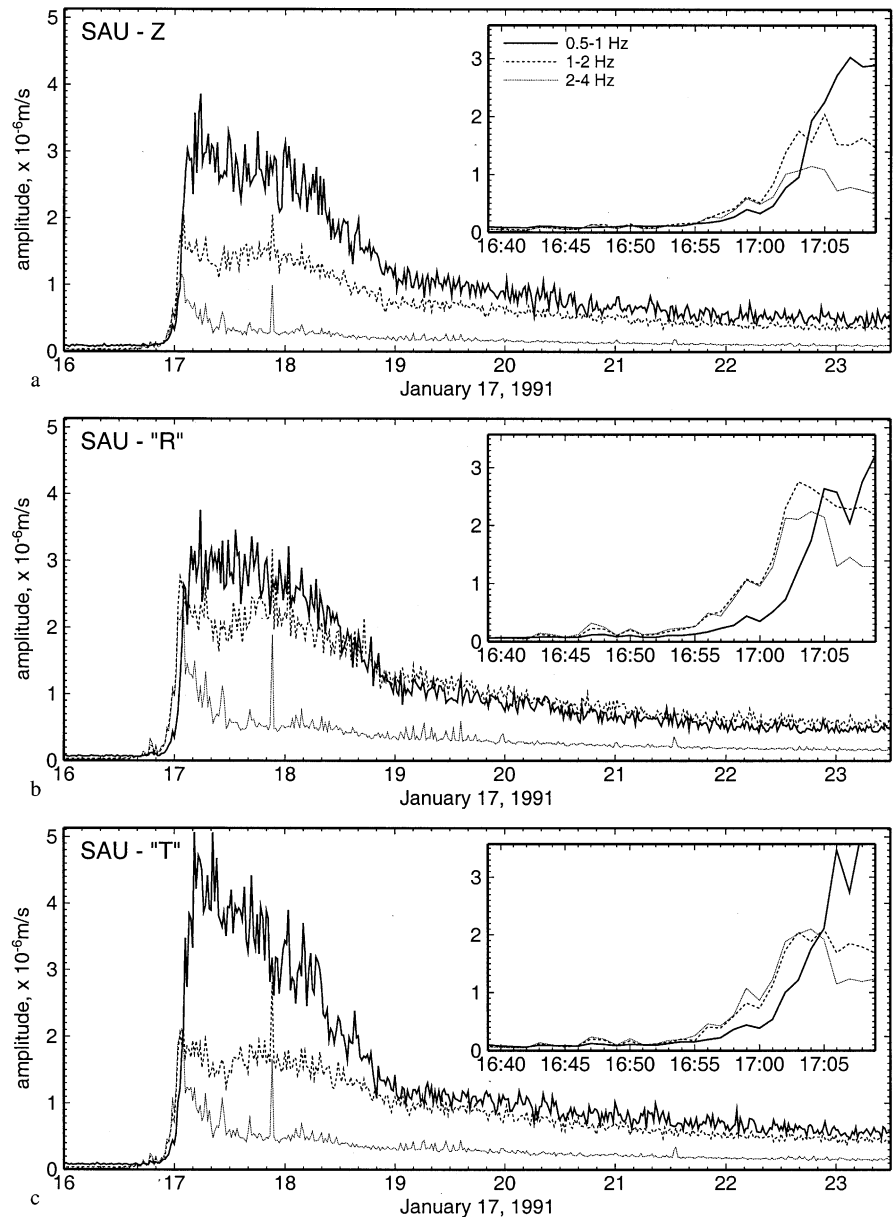 SAU - Z
0.5-1 Hz
1-2 Hz
2-4 Hz
amplitude, x 10-6m/s
5
4
3
2
1
0
3
2
1
0
16:40 16:45 16:50 16:55 17:00 17:05
16 17 18 19 20 21 22 23
January 17, 1991
a
SAU - "R"
amplitude, x 10-6m/s
5
4
3
2
1
0
3
2
1
0
16:40 16:45 16:50 16:55 17:00 17:05
16 17 18 19 20 21 22 23
January 17, 1991
b
SAU - "T"
amplitude, x 10-6m/s
5
4
3
2
1
0
3
2
1
0
16:40 16:45 16:50 16:55 17:00 17:05
16 17 18 19 20 21 22 23
January 17, 1991
c